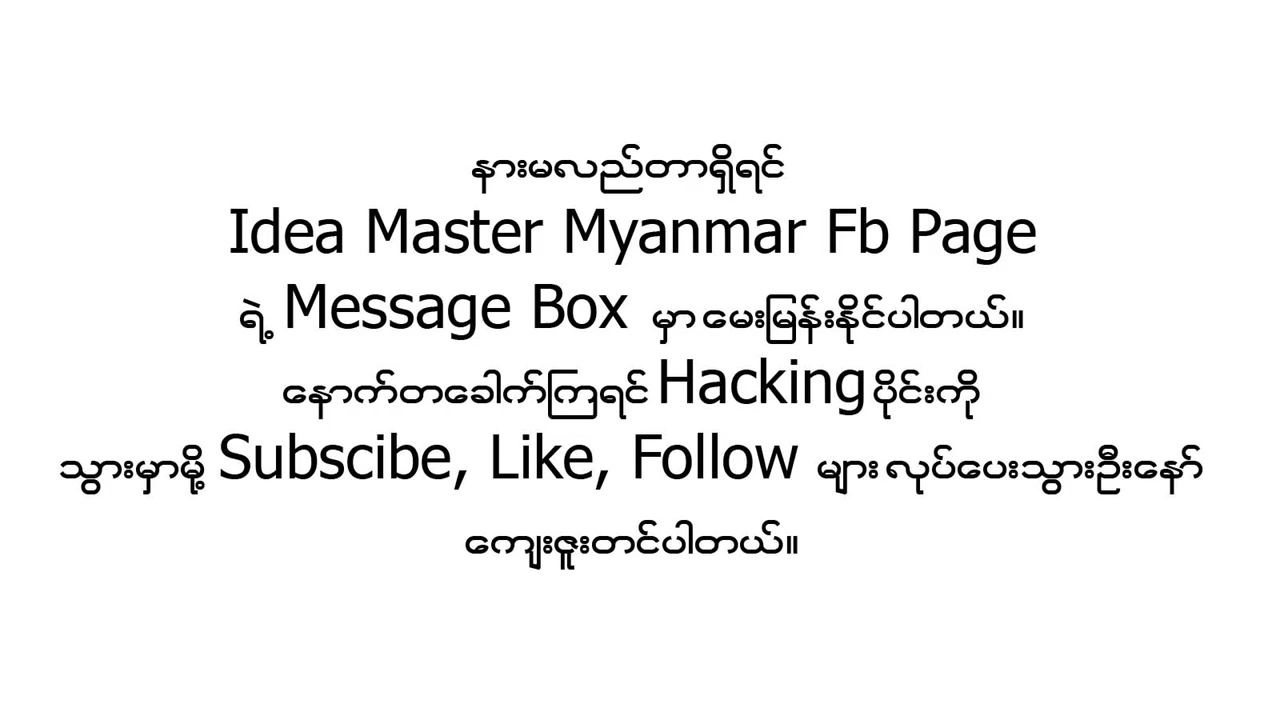 နားမလည်တာရှိရင်
Idea Master Myanmar Fb Page
ရဲ့ Message Box မှာ မေးမြန်းနိုင်ပါတယ်။
နောက်တခေါက်ကြရင် Hacking ပိုင်းကို
သွားမှာမို့ Subscibe, Like, Follow များ လုပ်ပေးသွားဦးနော်
ကျေးဇူးတင်ပါတယ်။